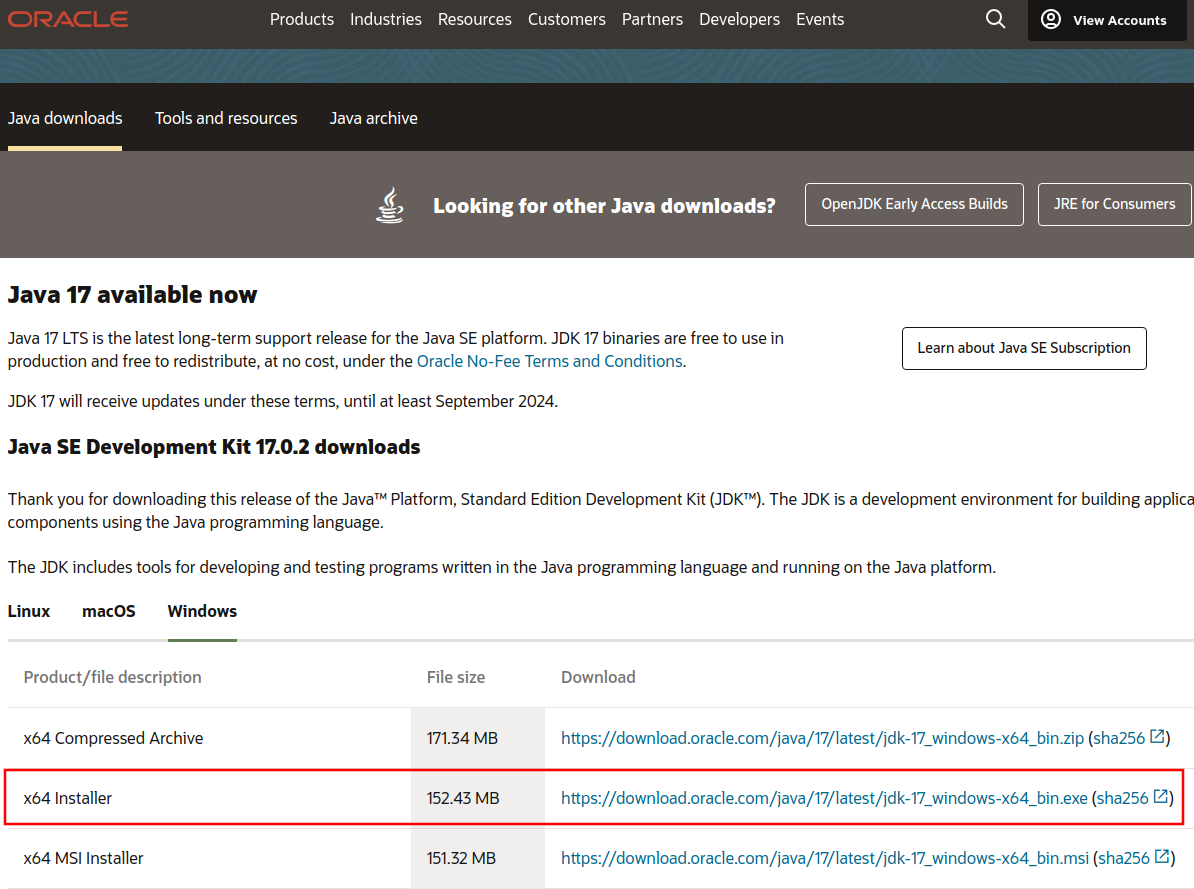 ORACLE
Products Industries Resources Customers Partners Developers Events
View Accounts
Java downloads Tools and resources Java archive
Looking for other Java downloads?
OpenJDK Early Access Builds
JRE for Consumers
Java 17 available now
Java 17 LTS is the latest long-term support release for the Java SE platform. JDK 17 binaries are free to use in
production and free to redistribute, at no cost, under the Oracle No-Fee Terms and Conditions.
Learn about Java SE Subscription
JDK 17 will receive updates under these terms, until at least September 2024.
Java SE Development Kit 17.0.2 downloads
Thank you for downloading this release of the Java™ Platform, Standard Edition Development Kit (JDK™). The JDK is a development environment for building applica
components using the Java programming language.
The JDK includes tools for developing and testing programs written in the Java programming language and running on the Java platform.
Linux macOS Windows
Product/file description File size Download
x64 Compressed Archive 171.34 MB https://download.oracle.com/java/17/latest/jdk-17_windows-x64_bin.zip (sha256)
x64 Installer 152.43 MB https://download.oracle.com/java/17/latest/jdk-17_windows-x64_bin.exe (sha256)
x64 MSI Installer 151.32 MB https://download.oracle.com/java/17/latest/jdk-17_windows-x64_bin.msi (sha256)